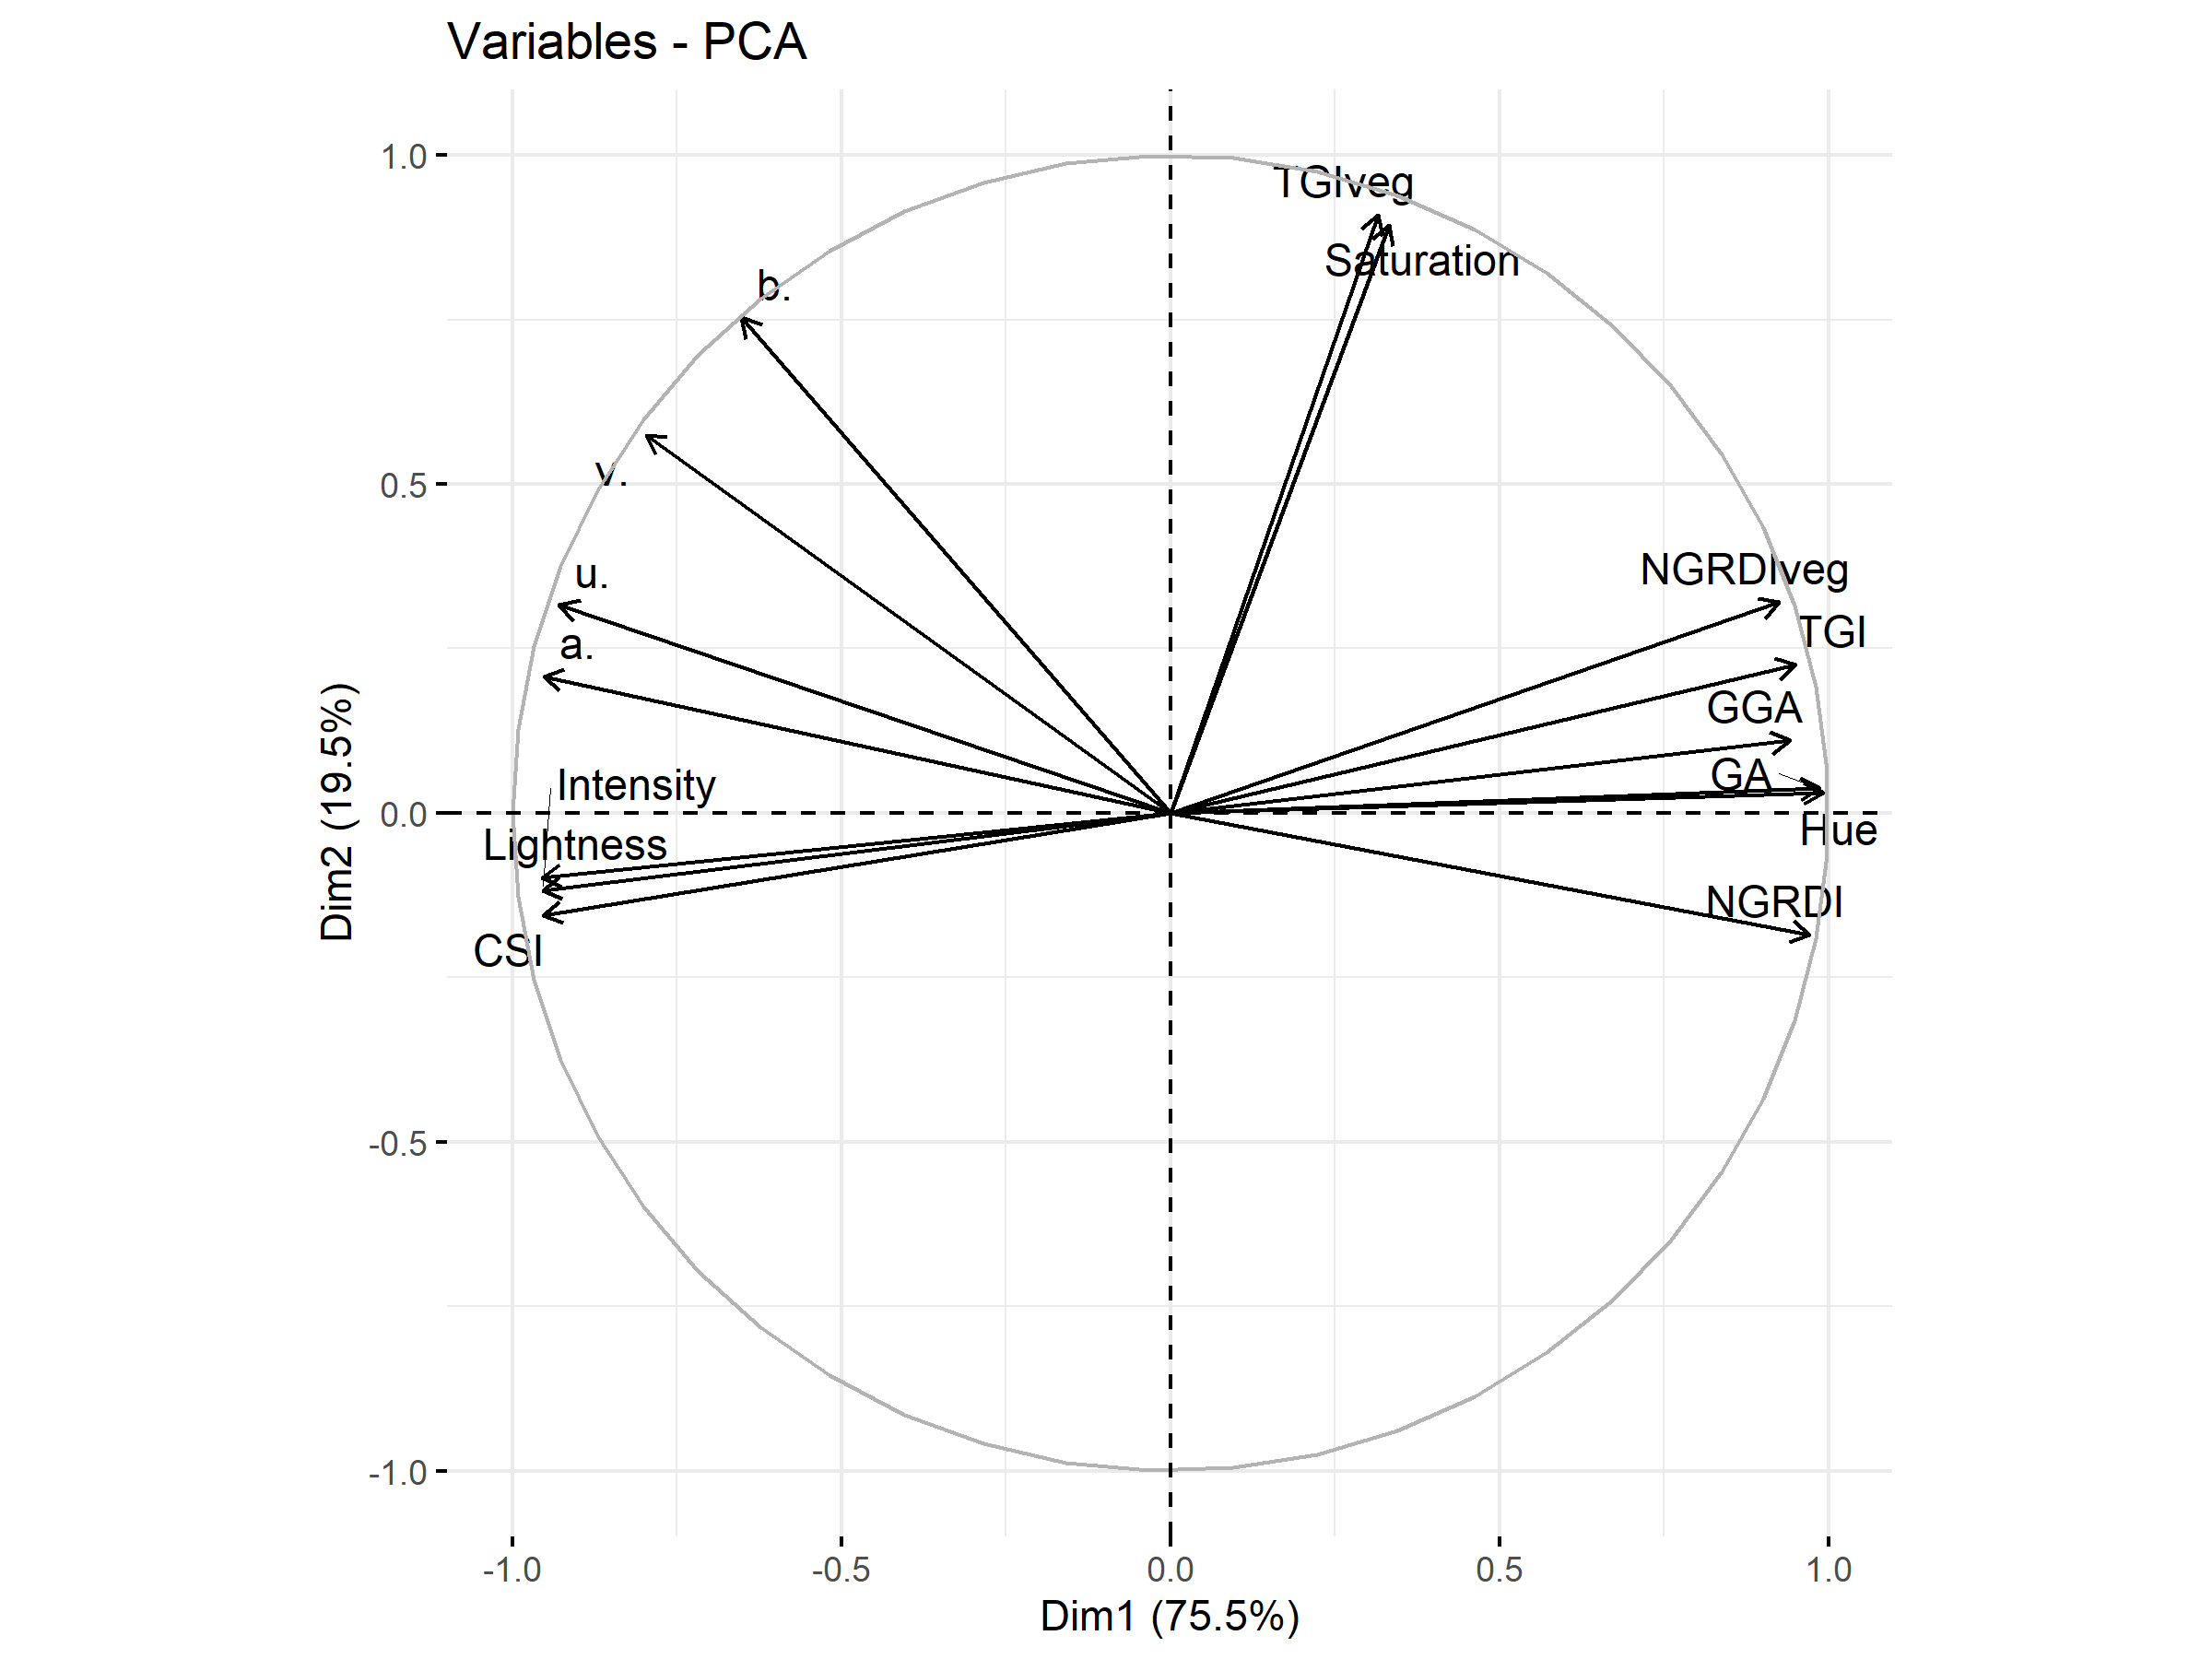 Variables - PCA
1.0
TGIveg
Saturation
b.
0.5
v.
NGRDIveg
u.
TGI
a.
GGA
GA
Intensity
0.0
Hue
Lightness
NGRDI
CSI
-0.5
-1.0
Dim2 (19.5%)
-1.0 -0.5 0.0 0.5 1.0
Dim1 (75.5%)